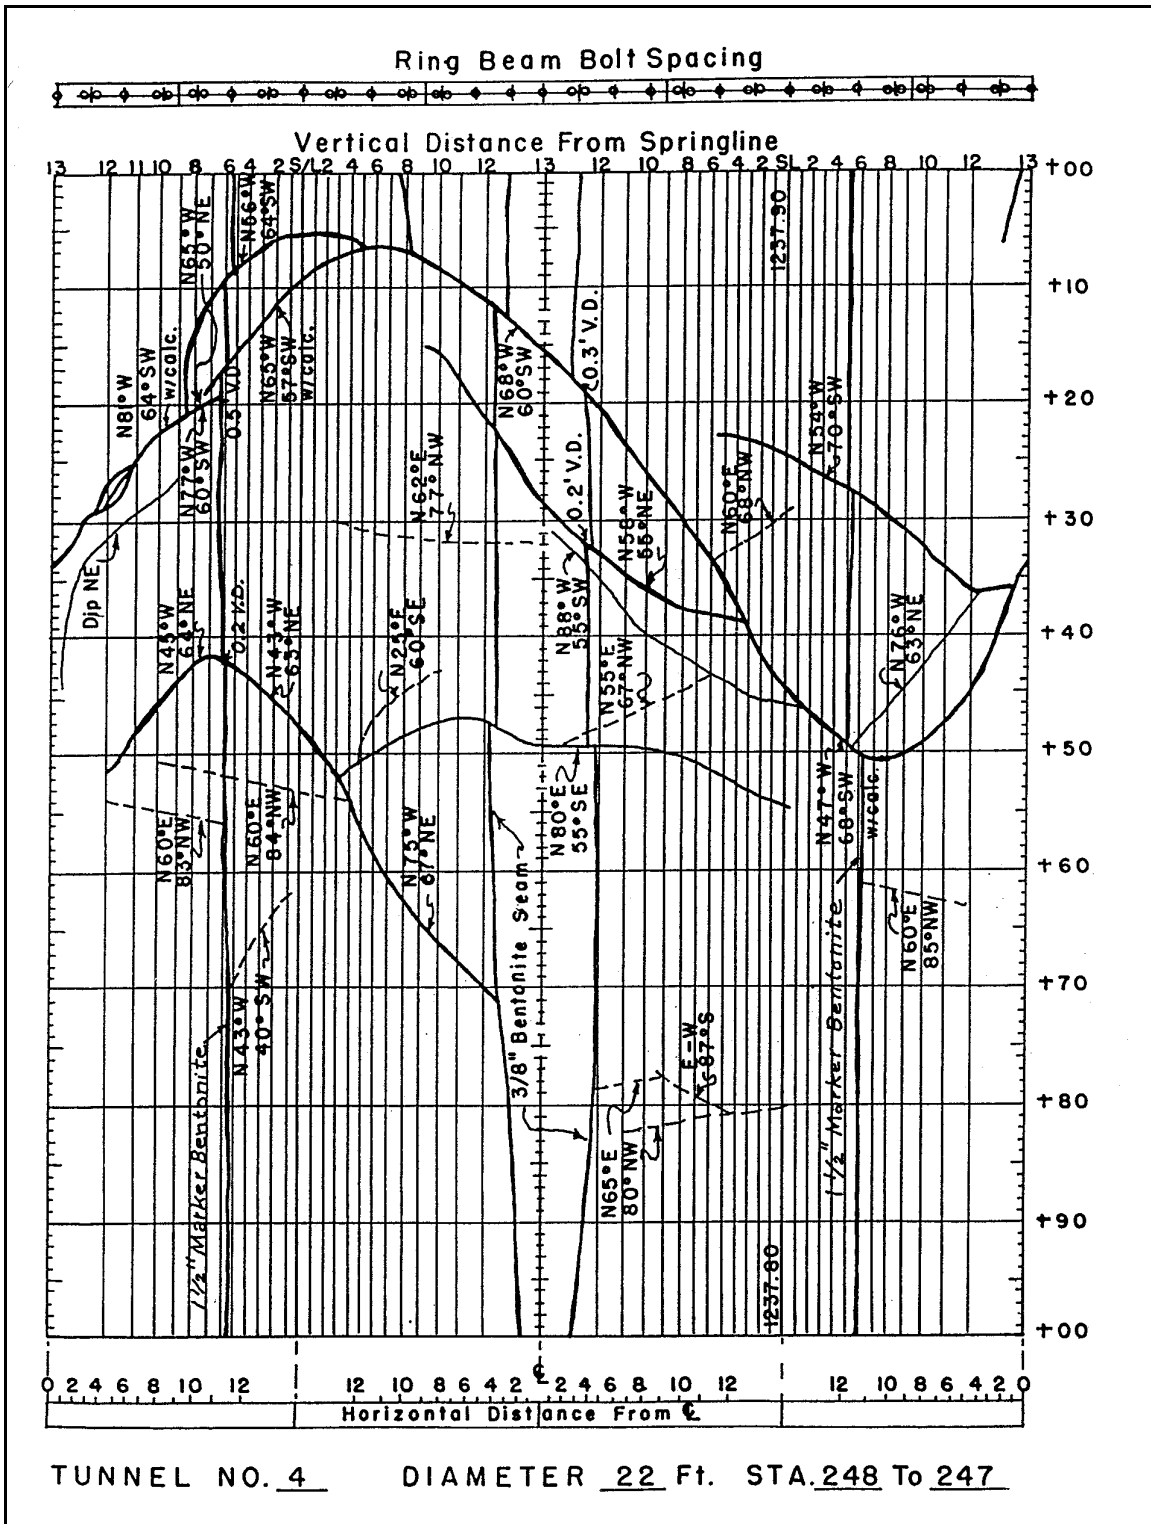 Ring Beam Bolt Spacing
Vertical Distance From Springline
13 12 11 10 8 6 4 2 S/L 2 4 6 8 10 12 13 12 10 8 6 4 2 SL 2 4 6 8 10 12 13
+00
+10
+20
+30
+40
+50
+60
+70
+80
+90
+00
N65°W
50°NE
N56°W
64°SW
1237.90
N81°W
64°SW
w/calc.
N65°W
57°SW
w/calc.
0.5' V.D.
N68°W
60°SW
0.3' V.D.
N77°W
60°SW
N62°E
77°NW
0.2' V.D.
N58°W
55°NE
N60°E
68°NW
N54°W
70°SW
Dip NE
N45°W
64°NE
0.2 V.D.
N43°W
63°NE
N25°E
60°SE
N88°W
55°SW
N55°E
67°NW
N76°W
63°NE
N60°E
83°NW
N60°E
84°NW
N75°W
67°NE
N80°E
55°SE
N47°W
68°SW
w/calc.
N60°E
85°NW
N43°W
40°SW
3/8" Bentonite Seam
E-W
87°S
N65°E
80°NW
1 1/2" Marker Bentonite
1 1/2" Marker Bentonite
1237.80
℄
0 2 4 6 8 10 12 12 10 8 6 4 2 2 4 6 8 10 12 12 10 8 6 4 2 0
Horizontal Distance From ℄
TUNNEL NO. 4 DIAMETER 22 Ft. STA. 248 To 247